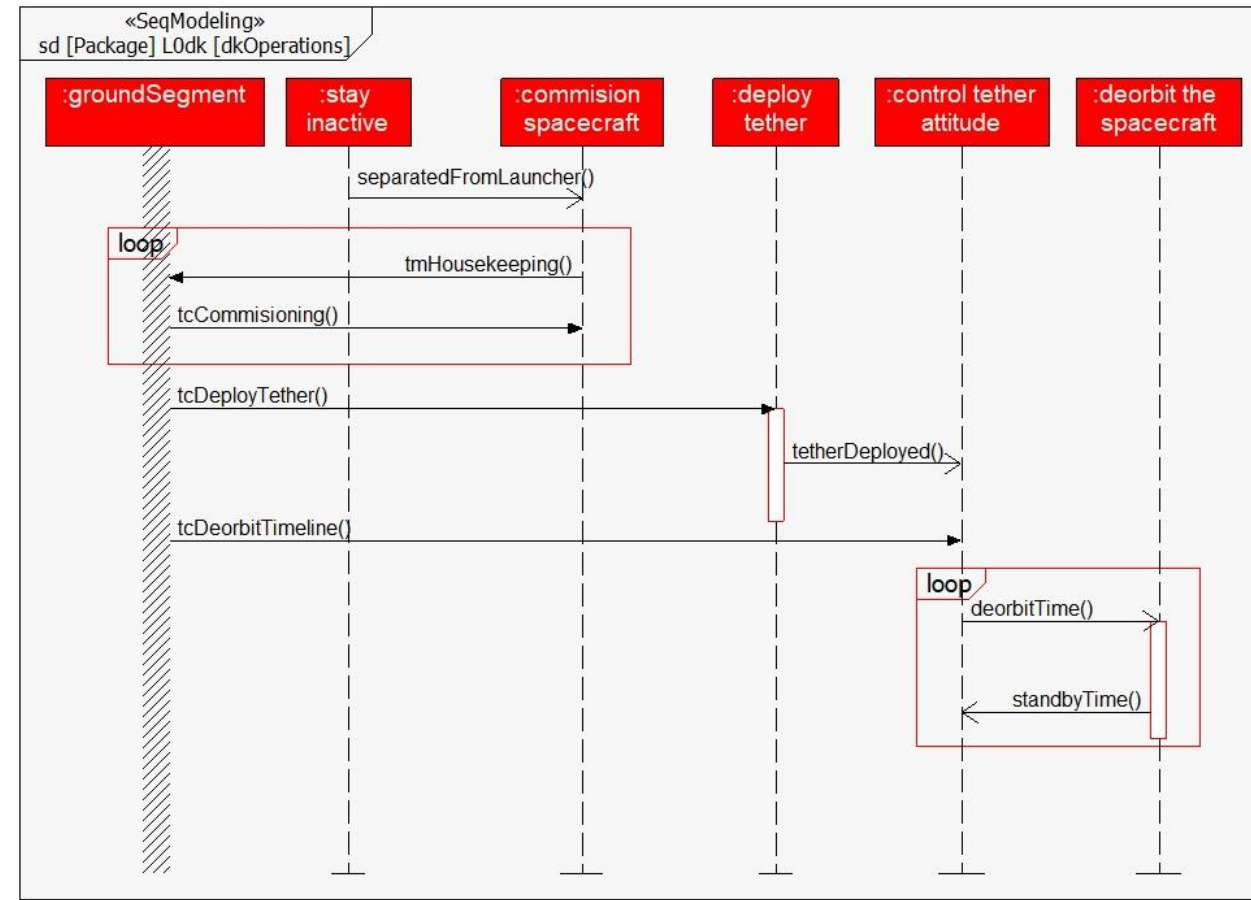 «SeqModeling»
sd [Package] L0dk [dkOperations]
:groundSegment
:stay
inactive
:commision
spacecraft
:deploy
tether
:control tether
attitude
:deorbit the
spacecraft
separatedFromLauncher()
loop
tmHousekeeping()
tcCommisioning()
tcDeployTether()
tetherDeployed()
tcDeorbitTimeline()
loop
deorbitTime()
standbyTime()